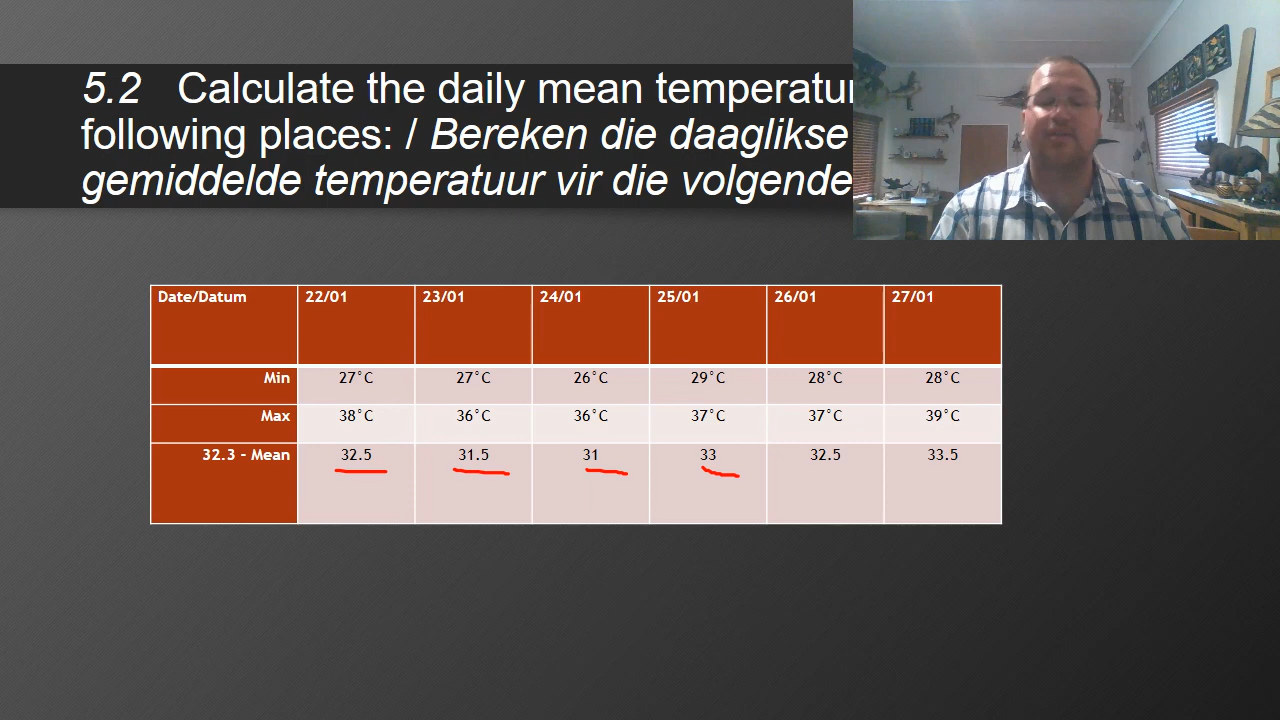 5.2 Calculate the daily mean
following places: / Bereken die daaglikse
gemiddelde temperatuur vir die volgende
Date/Datum 22/01 23/01 24/01 25/01 26/01 27/01
Min 27°C 27°C 26°C 29°C 28°C 28°C
Max 38°C 36°C 36°C 37°C 37°C 39°C
32.3 - Mean 32.5 31.5 31 33 32.5 33.5